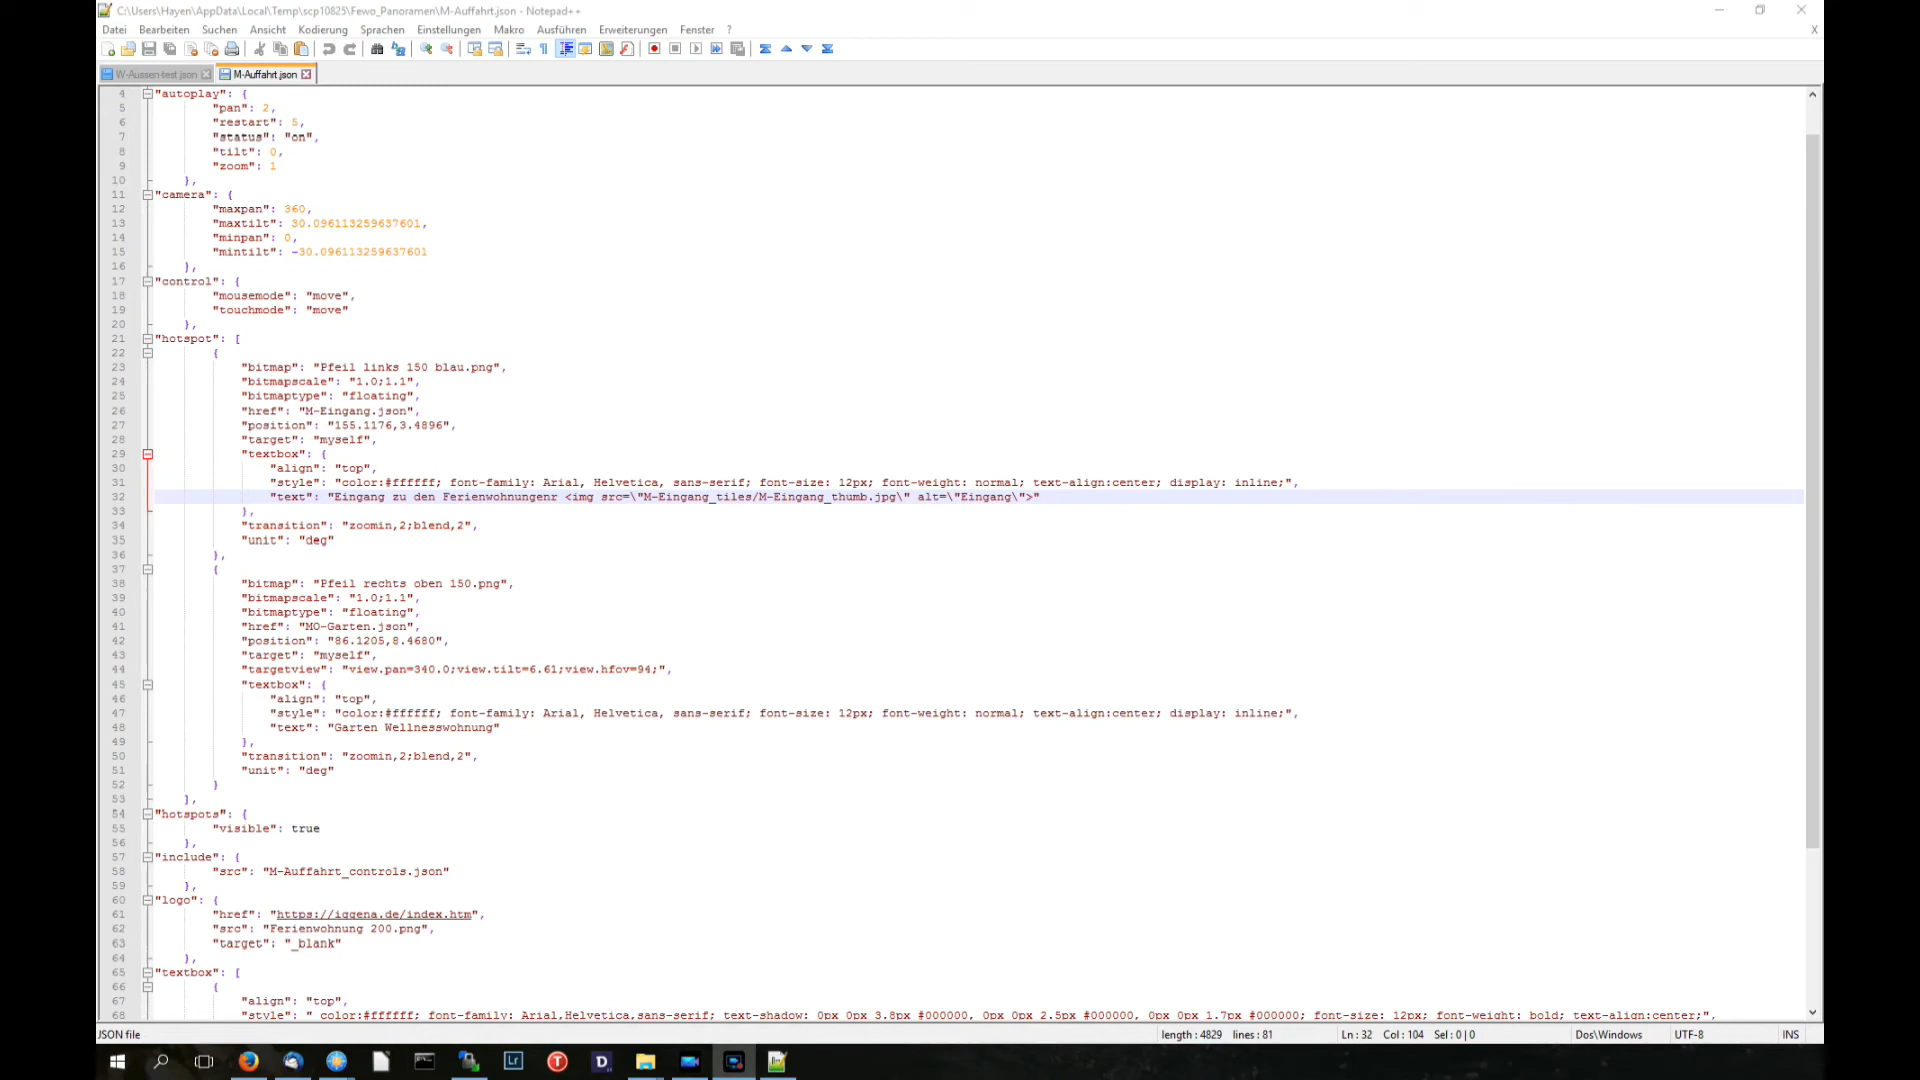 C:\Users\Hayen\AppData\Local\Temp\scp10825\Fewo_Panoramen\M-Auffahrt.json - Notepad++
Datei Bearbeiten Suchen Ansicht Kodierung Sprachen Einstellungen Makro Ausführen Erweiterungen Fenster ? X
W-Aussen-test.json M-Auffahrt.json
4 "autoplay": {
5 "pan": 2,
6 "restart": 5,
7 "status": "on",
8 "tilt": 0,
9 "zoom": 1
10 },
11 "camera": {
12 "maxpan": 360,
13 "maxtilt": 30.096113259637601,
14 "minpan": 0,
15 "mintilt": -30.096113259637601
16 },
17 "control": {
18 "mousemode": "move",
19 "touchmode": "move"
20 },
21 "hotspot": [
22 {
23 "bitmap": "Pfeil links 150 blau.png",
24 "bitmapscale": "1.0;1.1",
25 "bitmaptype": "floating",
26 "href": "M-Eingang.json",
27 "position": "155.1176,3.4896",
28 "target": "myself",
29 "textbox": {
30 "align": "top",
31 "style": "color:#ffffff; font-family: Arial, Helvetica, sans-serif; font-size: 12px; font-weight: normal; text-align:center; display: inline;",
32 "text": "Eingang zu den Ferienwohnungenr <img src=\"M-Eingang_tiles/M-Eingang_thumb.jpg\" alt=\"Eingang\">"
33 },
34 "transition": "zoomin,2;blend,2",
35 "unit": "deg"
36 },
37 {
38 "bitmap": "Pfeil rechts oben 150.png",
39 "bitmapscale": "1.0;1.1",
40 "bitmaptype": "floating",
41 "href": "MO-Garten.json",
42 "position": "86.1205,8.4680",
43 "target": "myself",
44 "targetview": "view.pan=340.0;view.tilt=6.61;view.hfov=94;",
45 "textbox": {
46 "align": "top",
47 "style": "color:#ffffff; font-family: Arial, Helvetica, sans-serif; font-size: 12px; font-weight: normal; text-align:center; display: inline;",
48 "text": "Garten Wellnesswohnung"
49 },
50 "transition": "zoomin,2;blend,2",
51 "unit": "deg"
52 }
53 ],
54 "hotspots": {
55 "visible": true
56 },
57 "include": {
58 "src": "M-Auffahrt_controls.json"
59 },
60 "logo": {
61 "href": "https://iggena.de/index.htm",
62 "src": "Ferienwohnung 200.png",
63 "target": "_blank"
64 },
65 "textbox": [
66 {
67 "align": "top",
68 "style": " color:#ffffff; font-family: Arial,Helvetica,sans-serif; text-shadow: 0px 0px 3.8px #000000, 0px 0px 2.5px #000000, 0px 0px 1.7px #000000; font-size: 12px; font-weight: bold; text-align:center;",
JSON file length : 4829 lines : 81 Ln : 32 Col : 104 Sel : 0 | 0 Dos\Windows UTF-8 INS
Lr T D